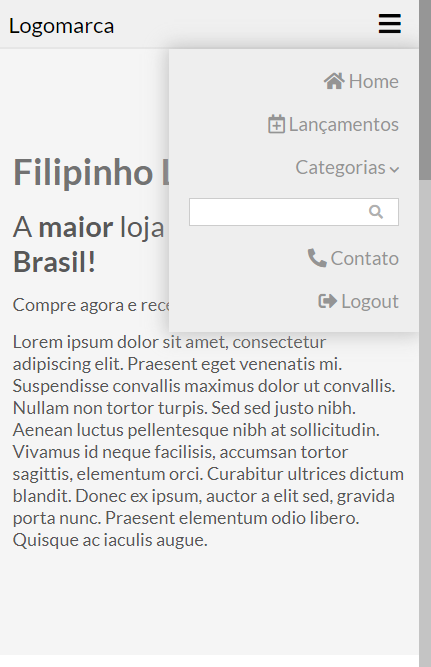 Logomarca
Home
Lançamentos
Categorias
Contato
Logout
Filipinho
A maior loja
Brasil!
Compre agora e
Lorem ipsum dolor sit amet, consectetur
adipiscing elit. Praesent eget venenatis mi.
Suspendisse convallis maximus dolor ut convallis.
Nullam non tortor turpis. Sed sed justo nibh.
Aenean luctus pellentesque nibh at sollicitudin.
Vivamus id neque facilisis, accumsan tortor
sagittis, elementum orci. Curabitur ultrices dictum
blandit. Donec ex ipsum, auctor a elit sed, gravida
porta nunc. Praesent elementum odio libero.
Quisque ac iaculis augue.